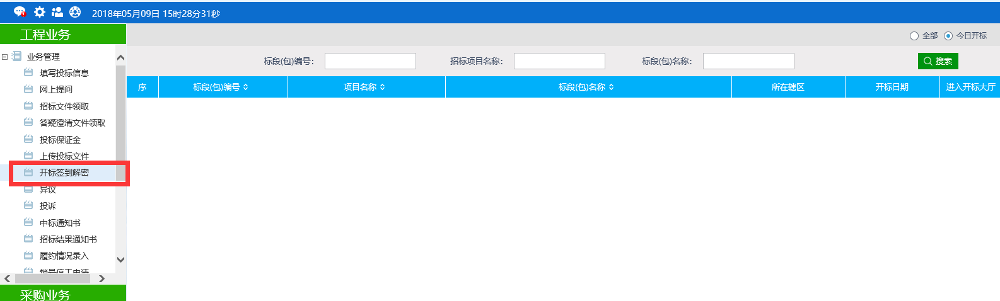 2018年05月09日 15时28分31秒
工程业务
全部 今日开标
业务管理
标段(包)编号： 招标项目名称： 标段(包)名称： 搜索
序 标段(包)编号 项目名称 标段(包)名称 所在辖区 开标日期 进入开标大厅
填写投标信息
网上提问
招标文件领取
答疑澄清文件领取
投标保证金
上传投标文件
开标签到解密
异议
投诉
中标通知书
招标结果通知书
履约情况录入
销号停工申请
采购业务